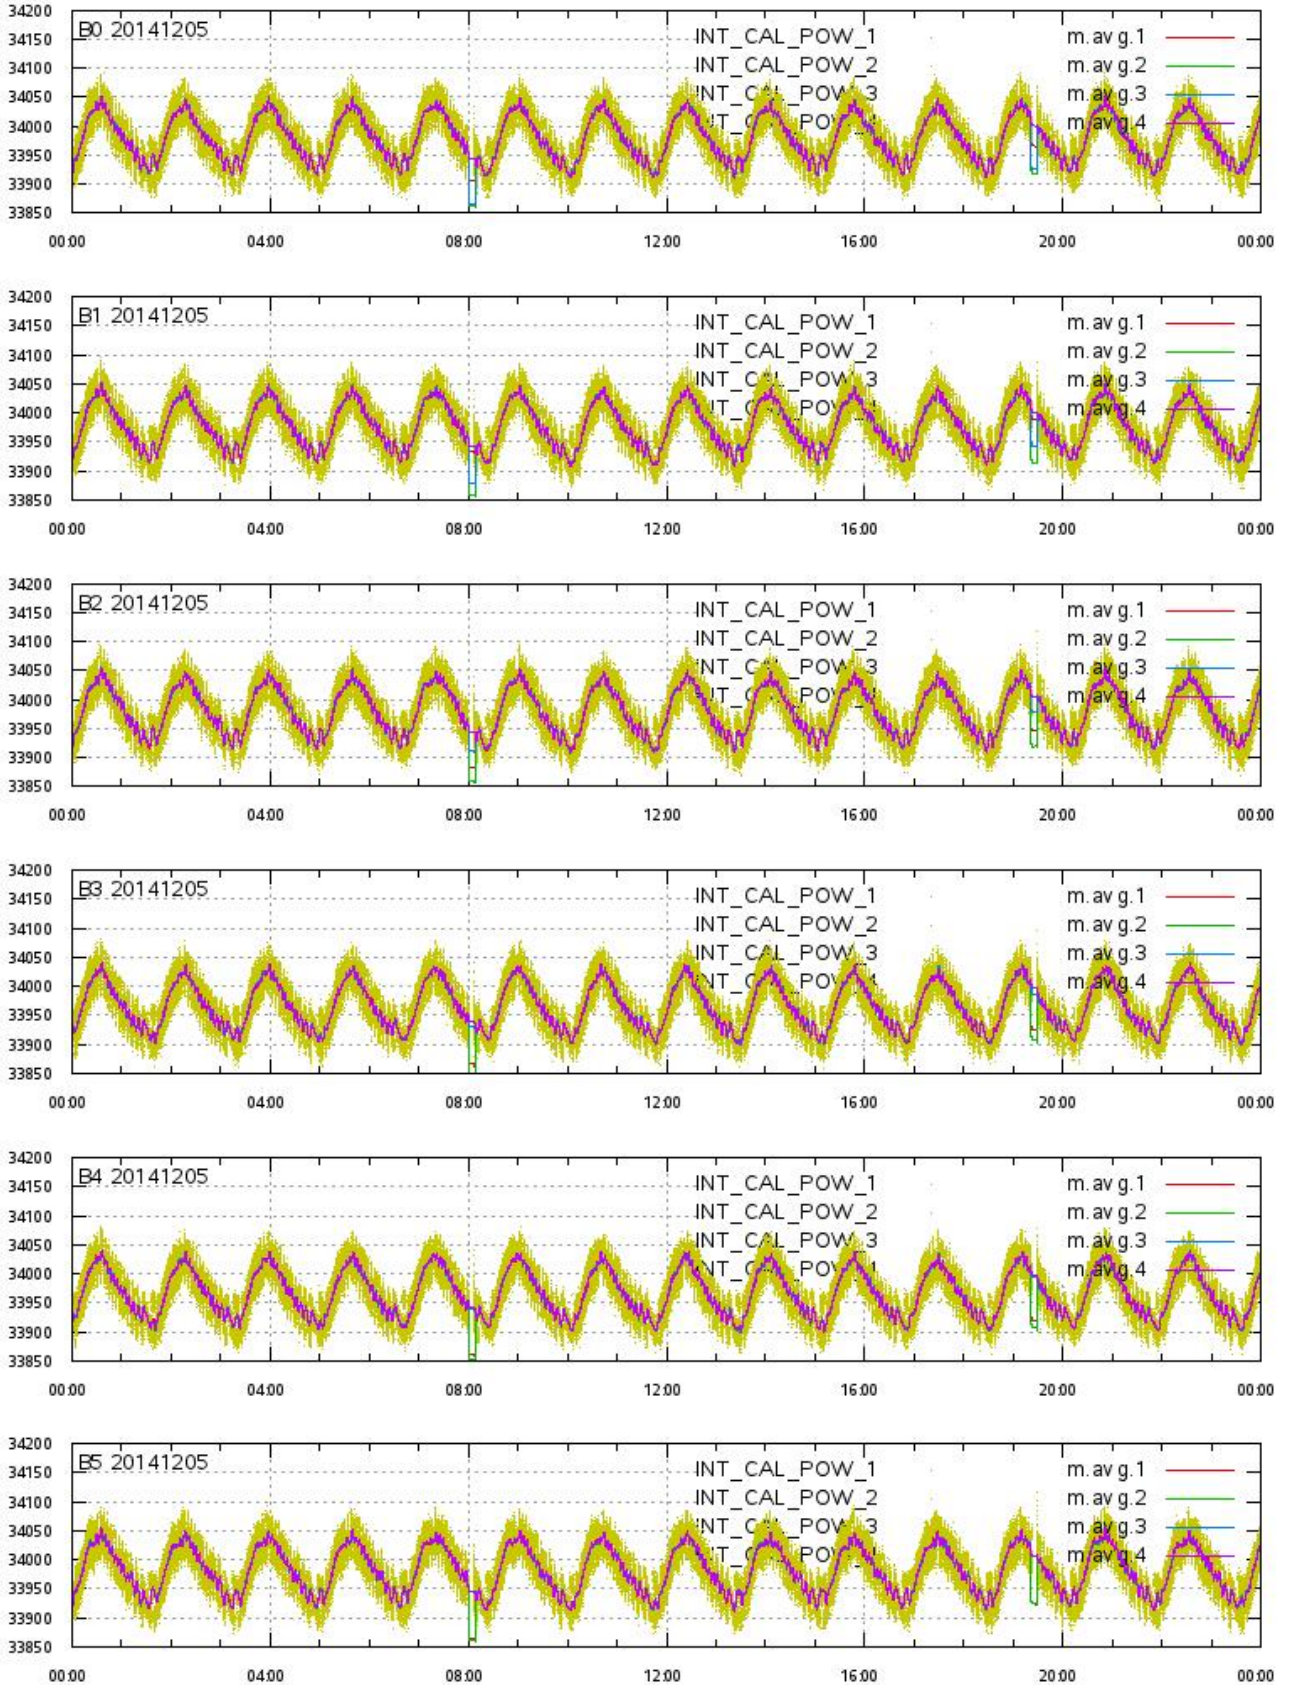 34200
B0 20141205
34150 INT_CAL_POW_1 m.avg.1
34100 INT_CAL_POW_2 m.avg.2
34050 INT_CAL_POW_3 m.avg.3
34000 m.avg.4
33950
33900
33850
00:00 04:00 08:00 12:00 16:00 20:00 00:00
34200
B1 20141205
34150 INT_CAL_POW_1 m.avg.1
34100 INT_CAL_POW_2 m.avg.2
34050 INT_CAL_POW_3 m.avg.3
34000 m.avg.4
33950
33900
33850
00:00 04:00 08:00 12:00 16:00 20:00 00:00
34200
B2 20141205
34150 INT_CAL_POW_1 m.avg.1
34100 INT_CAL_POW_2 m.avg.2
34050 INT_CAL_POW_3 m.avg.3
34000 m.avg.4
33950
33900
33850
00:00 04:00 08:00 12:00 16:00 20:00 00:00
34200
B3 20141205
34150 INT_CAL_POW_1 m.avg.1
34100 INT_CAL_POW_2 m.avg.2
34050 INT_CAL_POW_3 m.avg.3
34000 m.avg.4
33950
33900
33850
00:00 04:00 08:00 12:00 16:00 20:00 00:00
34200
B4 20141205
34150 INT_CAL_POW_1 m.avg.1
34100 INT_CAL_POW_2 m.avg.2
34050 INT_CAL_POW_3 m.avg.3
34000 m.avg.4
33950
33900
33850
00:00 04:00 08:00 12:00 16:00 20:00 00:00
34200
B5 20141205
34150 INT_CAL_POW_1 m.avg.1
34100 INT_CAL_POW_2 m.avg.2
34050 INT_CAL_POW_3 m.avg.3
34000 m.avg.4
33950
33900
33850
00:00 04:00 08:00 12:00 16:00 20:00 00:00